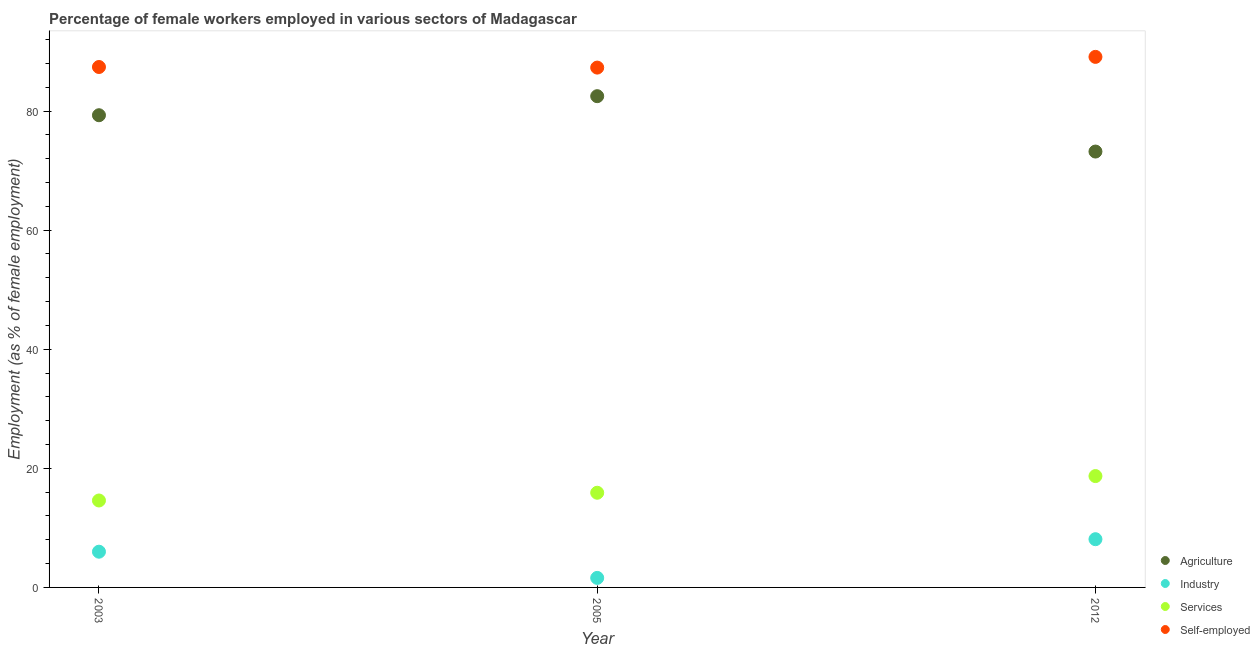 Percentage of female workers employed in various sectors of Madagascar
Employment (as % of female employment)
80
60
40
20
0
2003
2005
2012
Year
Agriculture
Industry
Services
Self-employed